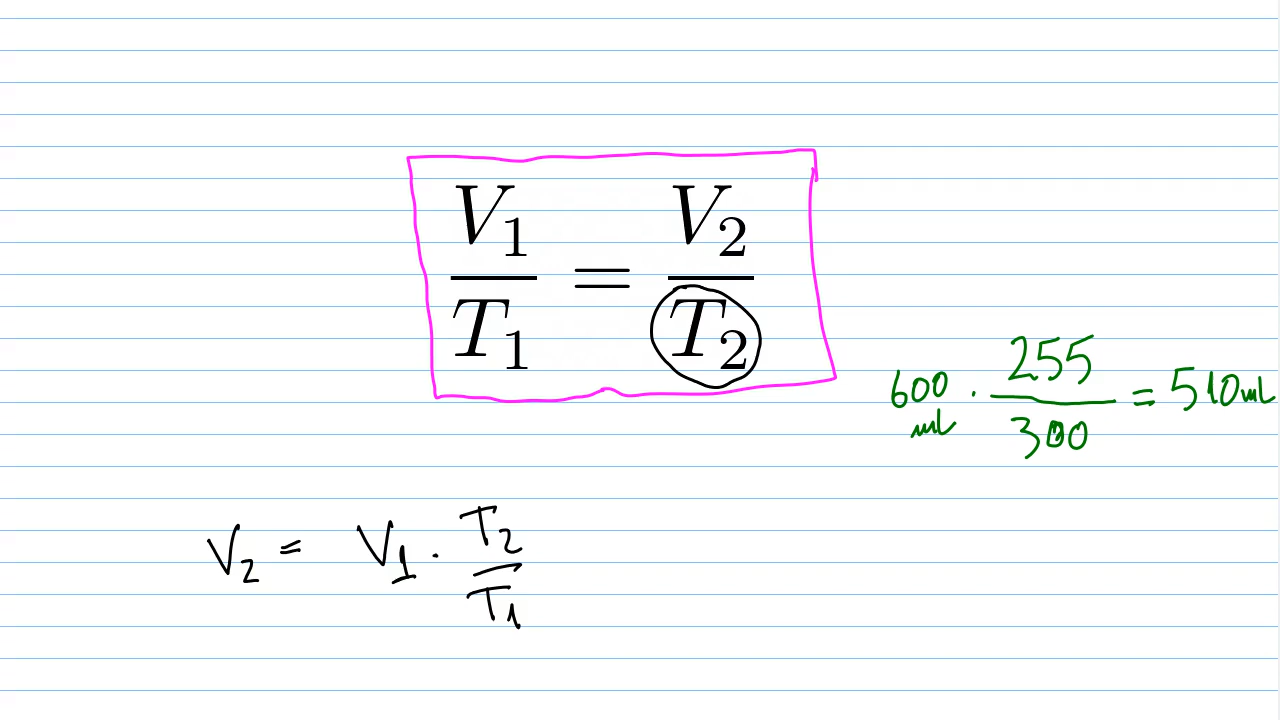 V₁/T₁ = V₂/T₂
600 mL · 255/300 = 510 mL
V₂ = V₁ · T₂/T₁